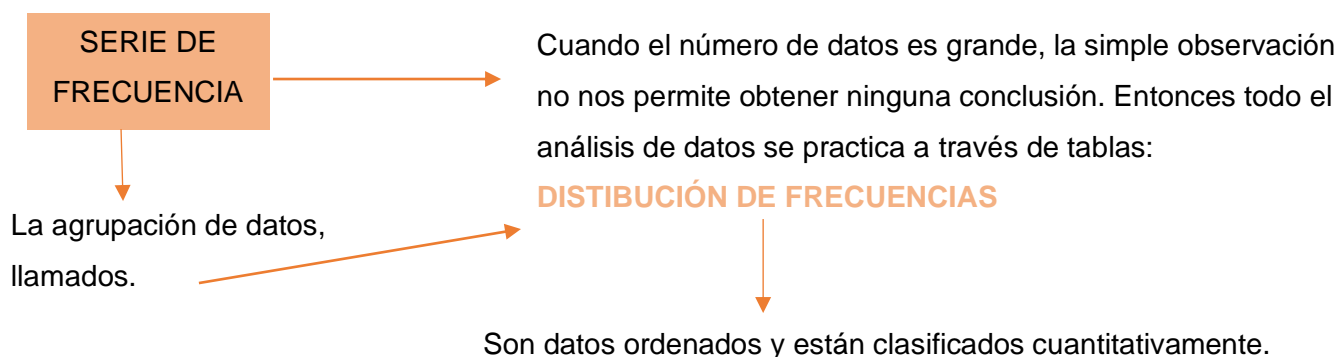 SERIE DE
FRECUENCIA
Cuando el número de datos es grande, la simple observación
no nos permite obtener ninguna conclusión. Entonces todo el
análisis de datos se practica a través de tablas:
DISTIBUCIÓN DE FRECUENCIAS
La agrupación de datos,
llamados.
Son datos ordenados y están clasificados cuantitativamente.